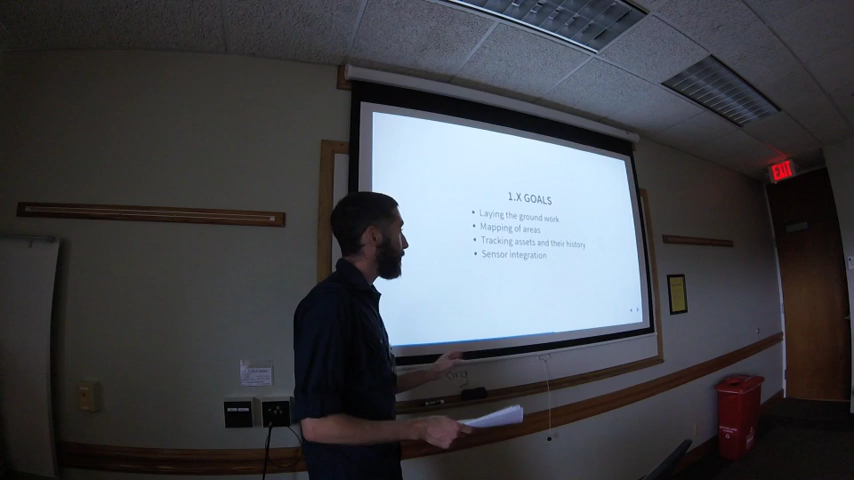 1.X GOALS
• Laying the ground work
• Mapping of areas
• Tracking assets and their history
• Sensor integration
EXIT